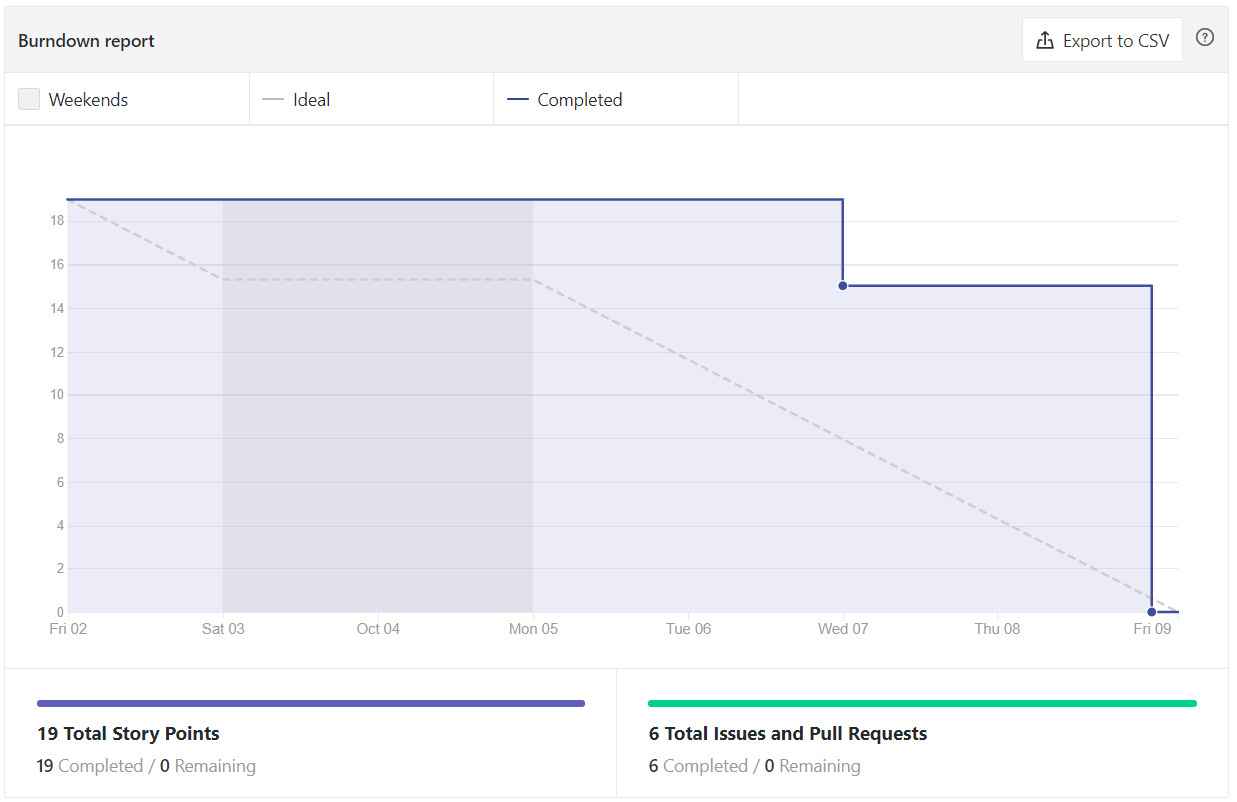 Burndown report
Export to CSV
Weekends
Ideal
Completed
18
16
14
12
10
8
6
4
2
0
Fri 02 Sat 03 Oct 04 Mon 05 Tue 06 Wed 07 Thu 08 Fri 09
19 Total Story Points
19 Completed / 0 Remaining
6 Total Issues and Pull Requests
6 Completed / 0 Remaining